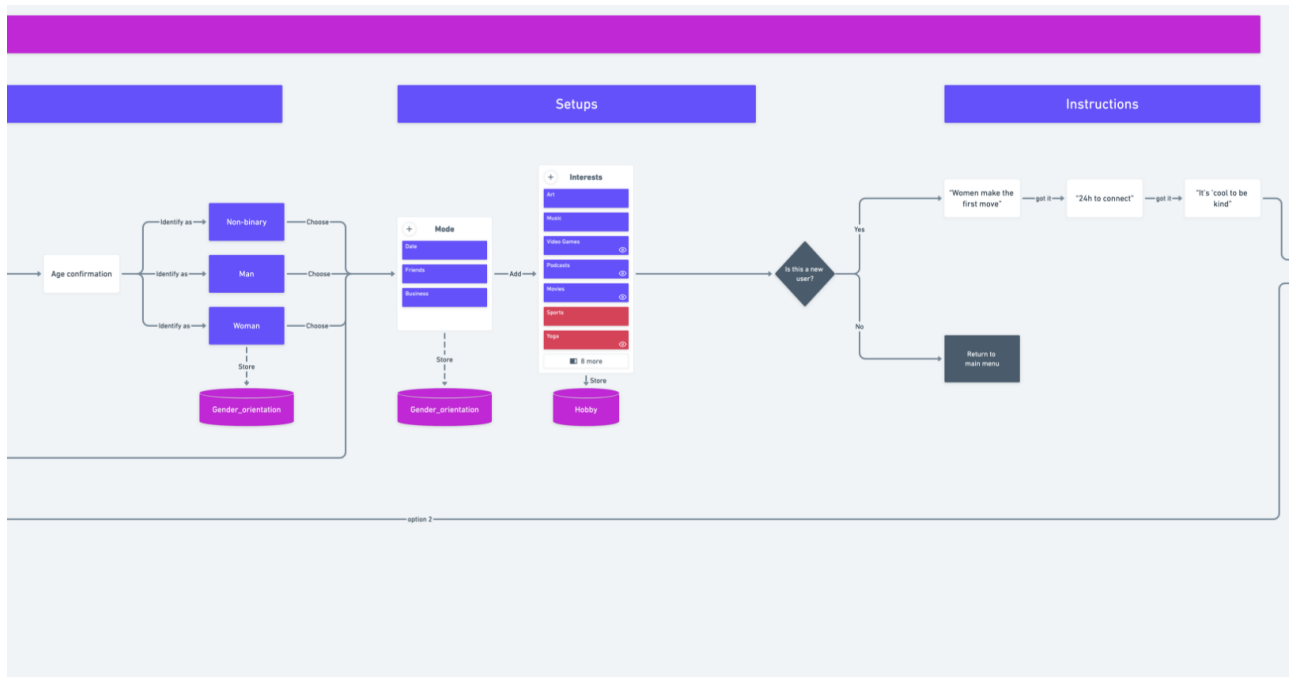 Setups
Instructions
Age confirmation
Identify as
Non-binary
Choose
Identify as
Man
Choose
Identify as
Woman
Choose
Store
Gender_orientation
Mode
Date
Friends
Business
Store
Gender_orientation
Add
Interests
Art
Music
Video Games
Podcasts
Movies
Sports
Yoga
8 more
Store
Hobby
Is this a new
user?
Yes
No
"Women make the
first move"
got it
"24h to connect"
got it
"It's "cool to be
kind"
Return to
main menu
option 2